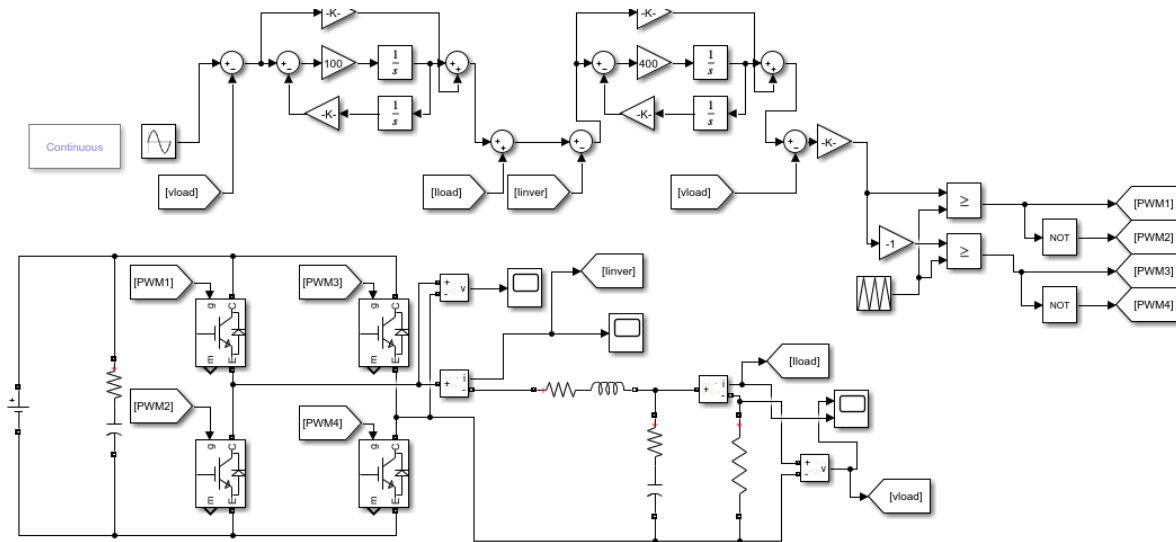 -K-
-K-
100
1
s
400
1
s
-K-
1
s
-K-
1
s
Continuous
-K-
[vload]
[Iload]
[Iinver]
[vload]
≥
[PWM1]
-1
NOT
[PWM2]
≥
[PWM3]
NOT
[PWM4]
[PWM1]
[PWM3]
[Iinver]
g
C
m
E
g
C
m
E
+
-
v
+
-
i
[Iload]
[PWM2]
[PWM4]
+
-
i
g
C
m
E
g
C
m
E
+
-
v
[vload]